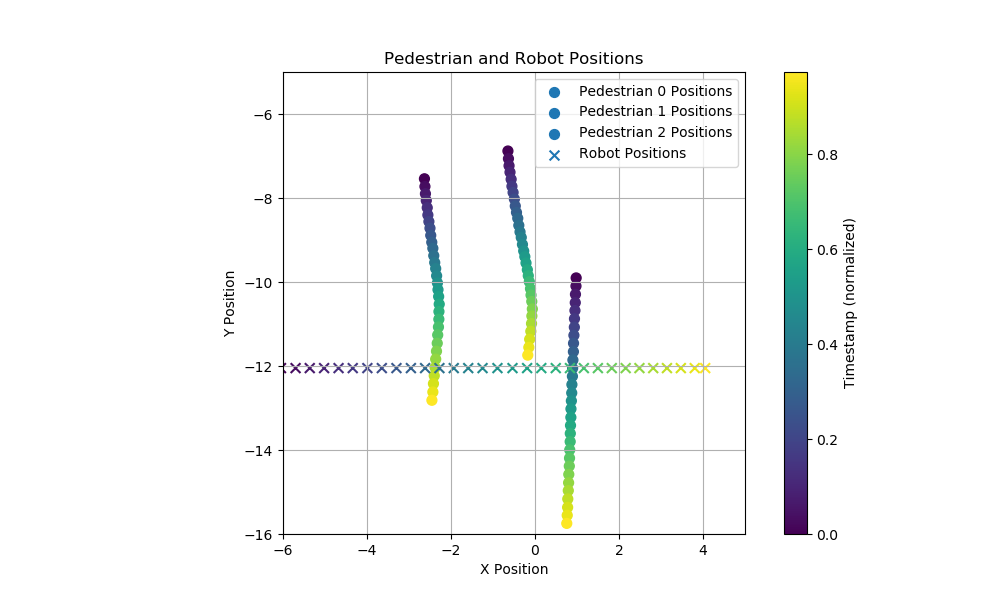 Pedestrian and Robot Positions
Pedestrian 0 Positions
Pedestrian 1 Positions
Pedestrian 2 Positions
Robot Positions
Y Position
−6
−8
−10
−12
−14
−16
−6
−4
−2
0
2
4
X Position
0.8
0.6
0.4
0.2
0.0
Timestamp (normalized)